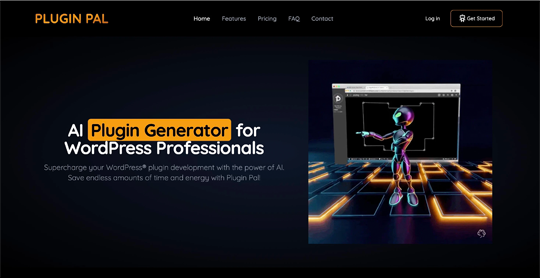 PLUGIN PAL
Home
Features
Pricing
FAQ
Contact
Log in
Get Started
AI Plugin Generator for
WordPress Professionals
Supercharge your WordPress® plugin development with the power of AI.
Save endless amounts of time and energy with Plugin Pal!